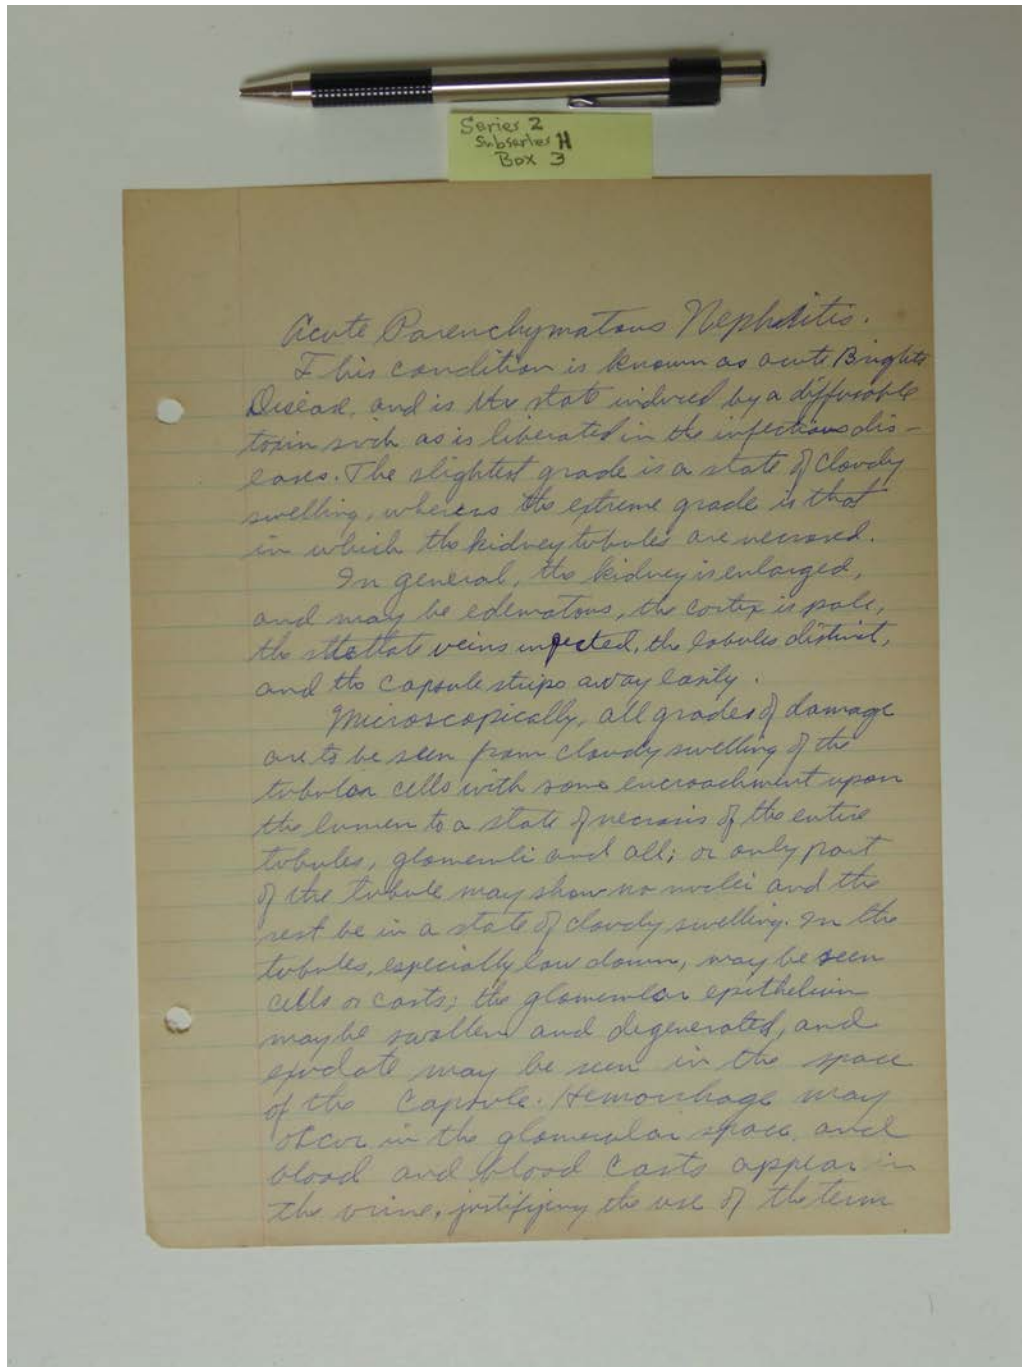 Series 2
Subseries H
Box 3
Acute Parenchymatous Nephritis.
This condition is known as acute Brights
Disease, and is the state induced by a diffusable
toxin such as is liberated in the infectious dis-
eases. The slightest grade is a state of cloudy
swelling, whereas the extreme grade is that
in which the kidney tubules are necrosed.
In general, the kidney is enlarged,
and may be edematous, the cortex is pale,
the stellate veins injected, the lobules distinct,
and the capsule strips away easily.
Microscopically, all grades of damage
are to be seen from cloudy swelling of the
tubular cells with some encroachment upon
the lumen to a state of necrosis of the entire
tubules, glomeruli and all; or only part
of the tubule may show no nuclei and the
rest be in a state of cloudy swelling. In the
tubules, especially low down, may be seen
cells or casts; the glomerular epithelium
may be swollen and degenerated, and
exudate may be seen in the space
of the capsule. Hemorrhage may
occur in the glomerular space, and
blood and blood casts appear in
the urine, justifying the use of the term